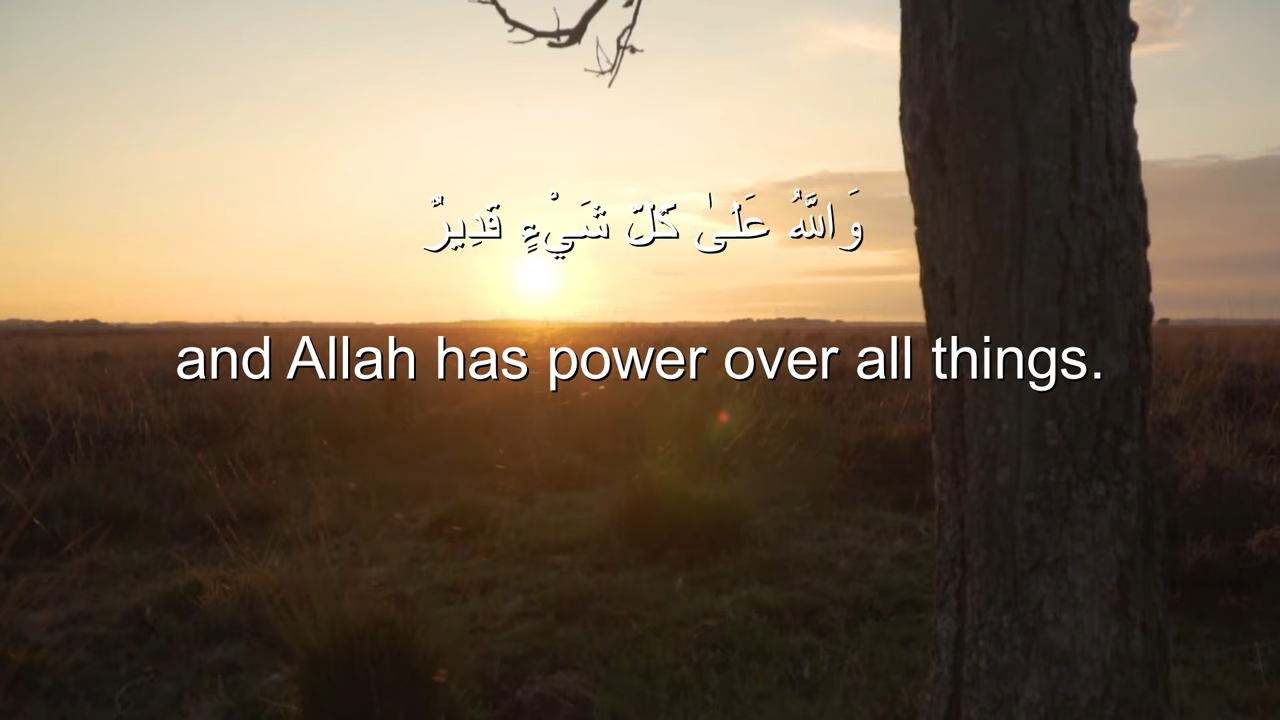 وَاللَّهُ عَلَىٰ كَلّ شَيْءٍ قَدِيرٌ
and Allah has power over all things.